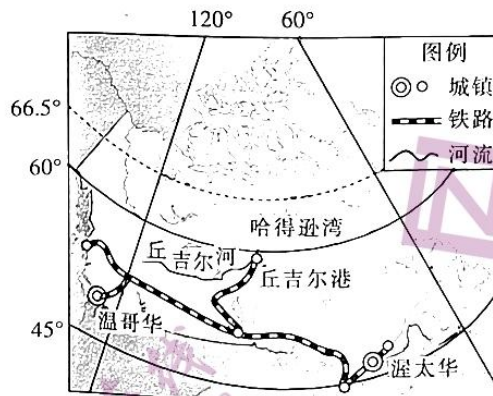 120° 60°
图例
城镇
铁路
河流
66.5°
60°
哈得逊湾
丘吉尔河
丘吉尔港
温哥华
45°
渥太华